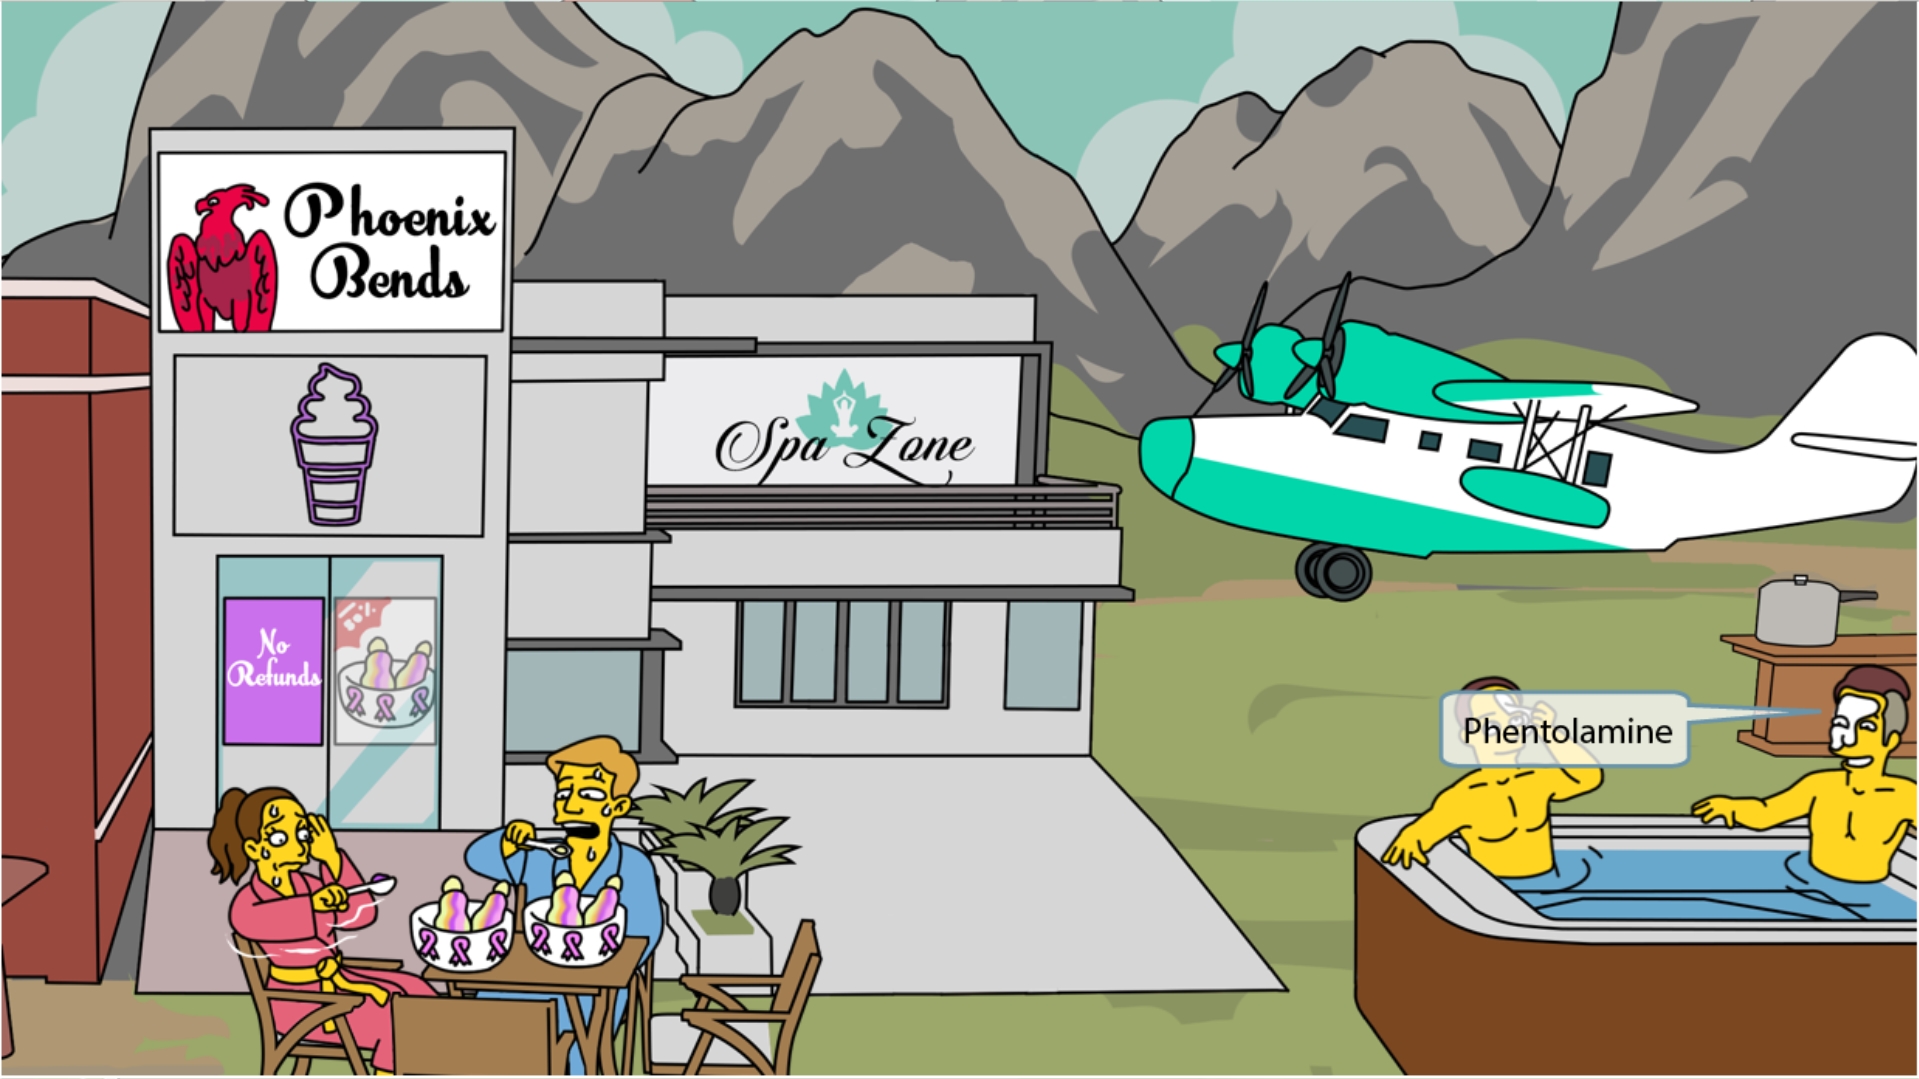 Phoenix
Bends
Spa Zone
No
Refunds
Phentolamine